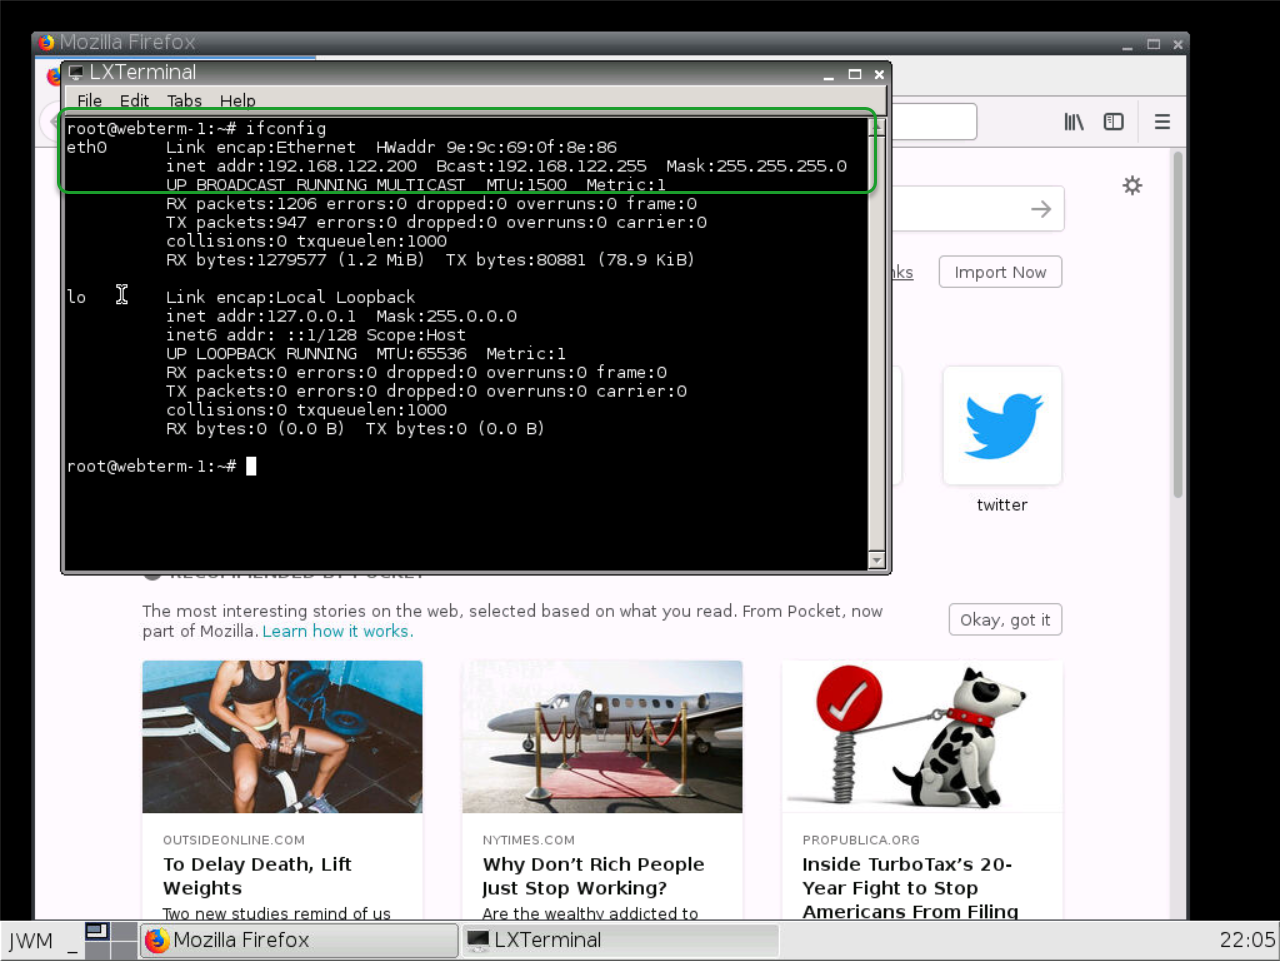 Mozilla Firefox
LXTerminal
File Edit Tabs Help
root@webterm-1:~# ifconfig
eth0 Link encap:Ethernet HWaddr 9e:9c:69:0f:8e:86
inet addr:192.168.122.200 Bcast:192.168.122.255 Mask:255.255.255.0
UP BROADCAST RUNNING MULTICAST MTU:1500 Metric:1
RX packets:1206 errors:0 dropped:0 overruns:0 frame:0
TX packets:947 errors:0 dropped:0 overruns:0 carrier:0
collisions:0 txqueuelen:1000
RX bytes:1279577 (1.2 MiB) TX bytes:80881 (78.9 KiB)
lo Link encap:Local Loopback
inet addr:127.0.0.1 Mask:255.0.0.0
inet6 addr: ::1/128 Scope:Host
UP LOOPBACK RUNNING MTU:65536 Metric:1
RX packets:0 errors:0 dropped:0 overruns:0 frame:0
TX packets:0 errors:0 dropped:0 overruns:0 carrier:0
collisions:0 txqueuelen:1000
RX bytes:0 (0.0 B) TX bytes:0 (0.0 B)
root@webterm-1:~#
Import Now
twitter
RECOMMENDED BY POCKET
The most interesting stories on the web, selected based on what you read. From Pocket, now
part of Mozilla. Learn how it works.
Okay, got it
OUTSIDEONLINE.COM
To Delay Death, Lift
Weights
Two new studies remind of us
NYTIMES.COM
Why Don't Rich People
Just Stop Working?
Are the wealthy addicted to
PROPUBLICA.ORG
Inside TurboTax's 20-
Year Fight to Stop
Americans From Filing
JWM _ Mozilla Firefox LXTerminal 22:05